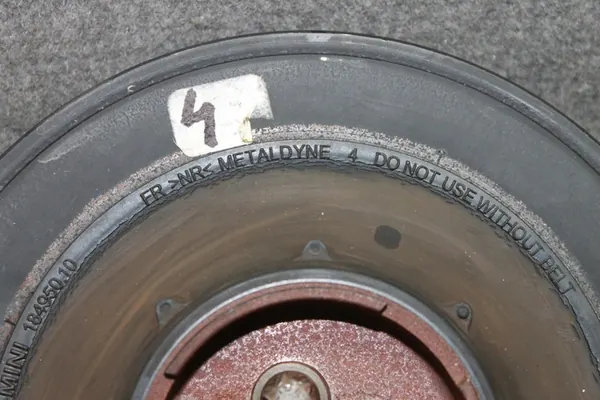 4
MINI 184950.10 FR >NR< METALDYNE 4 DO NOT USE WITHOUT BELT